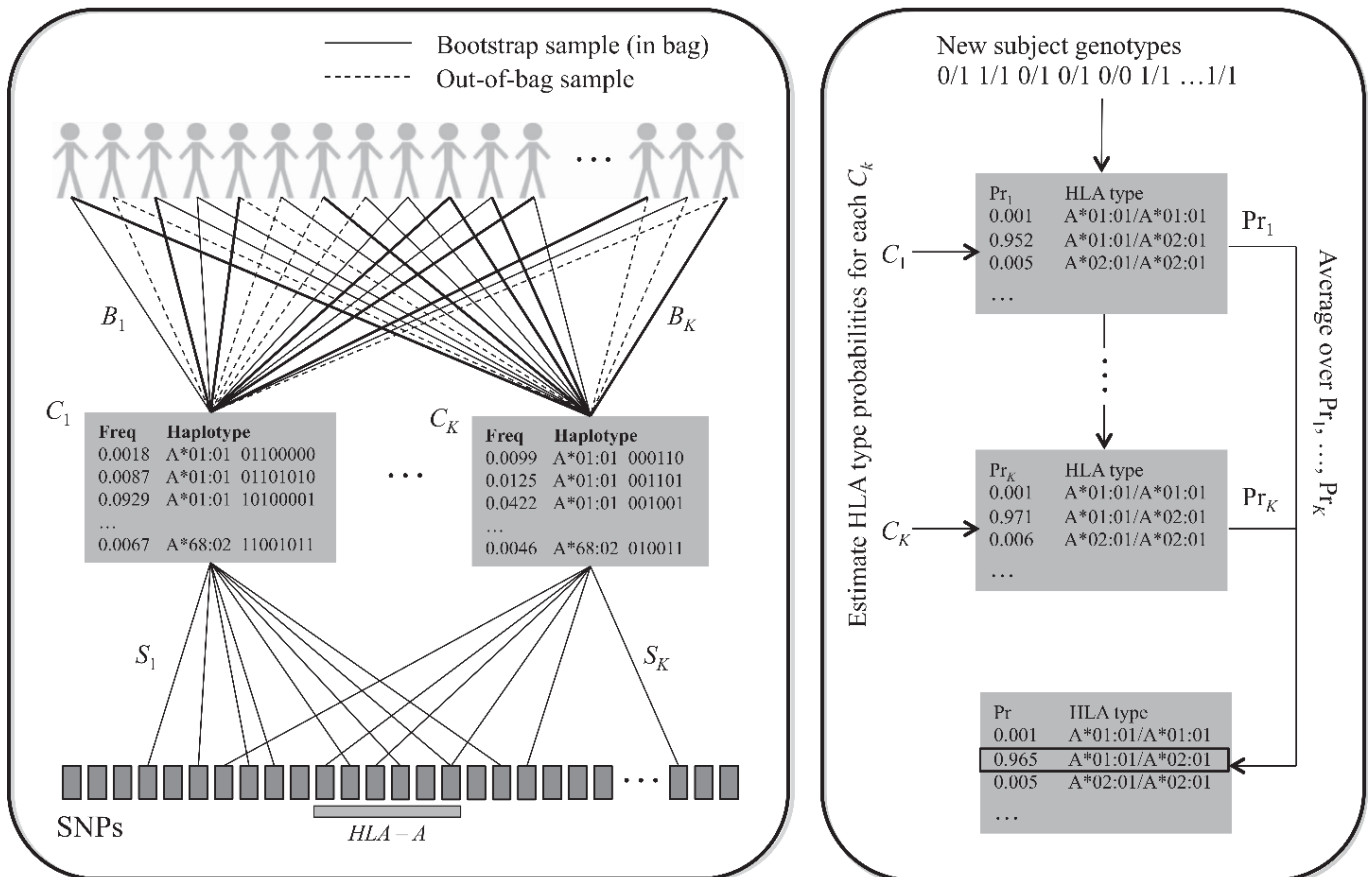 Bootstrap sample (in bag)
Out-of-bag sample
...
B1
BK
C1
Freq Haplotype
0.0018 A*01:01 01100000
0.0087 A*01:01 01101010
0.0929 A*01:01 10100001
...
0.0067 A*68:02 11001011
...
CK
Freq Haplotype
0.0099 A*01:01 000110
0.0125 A*01:01 001101
0.0422 A*01:01 001001
...
0.0046 A*68:02 010011
S1
SK
...
SNPs
HLA – A
New subject genotypes
0/1 1/1 0/1 0/1 0/0 1/1 ...1/1
Estimate HLA type probabilities for each Ck
C1
Pr1 HLA type
0.001 A*01:01/A*01:01
0.952 A*01:01/A*02:01
0.005 A*02:01/A*02:01
...
Pr1
...
CK
PrK HLA type
0.001 A*01:01/A*01:01
0.971 A*01:01/A*02:01
0.006 A*02:01/A*02:01
...
PrK
Average over Pr1, ..., PrK
Pr HLA type
0.001 A*01:01/A*01:01
0.965 A*01:01/A*02:01
0.005 A*02:01/A*02:01
...